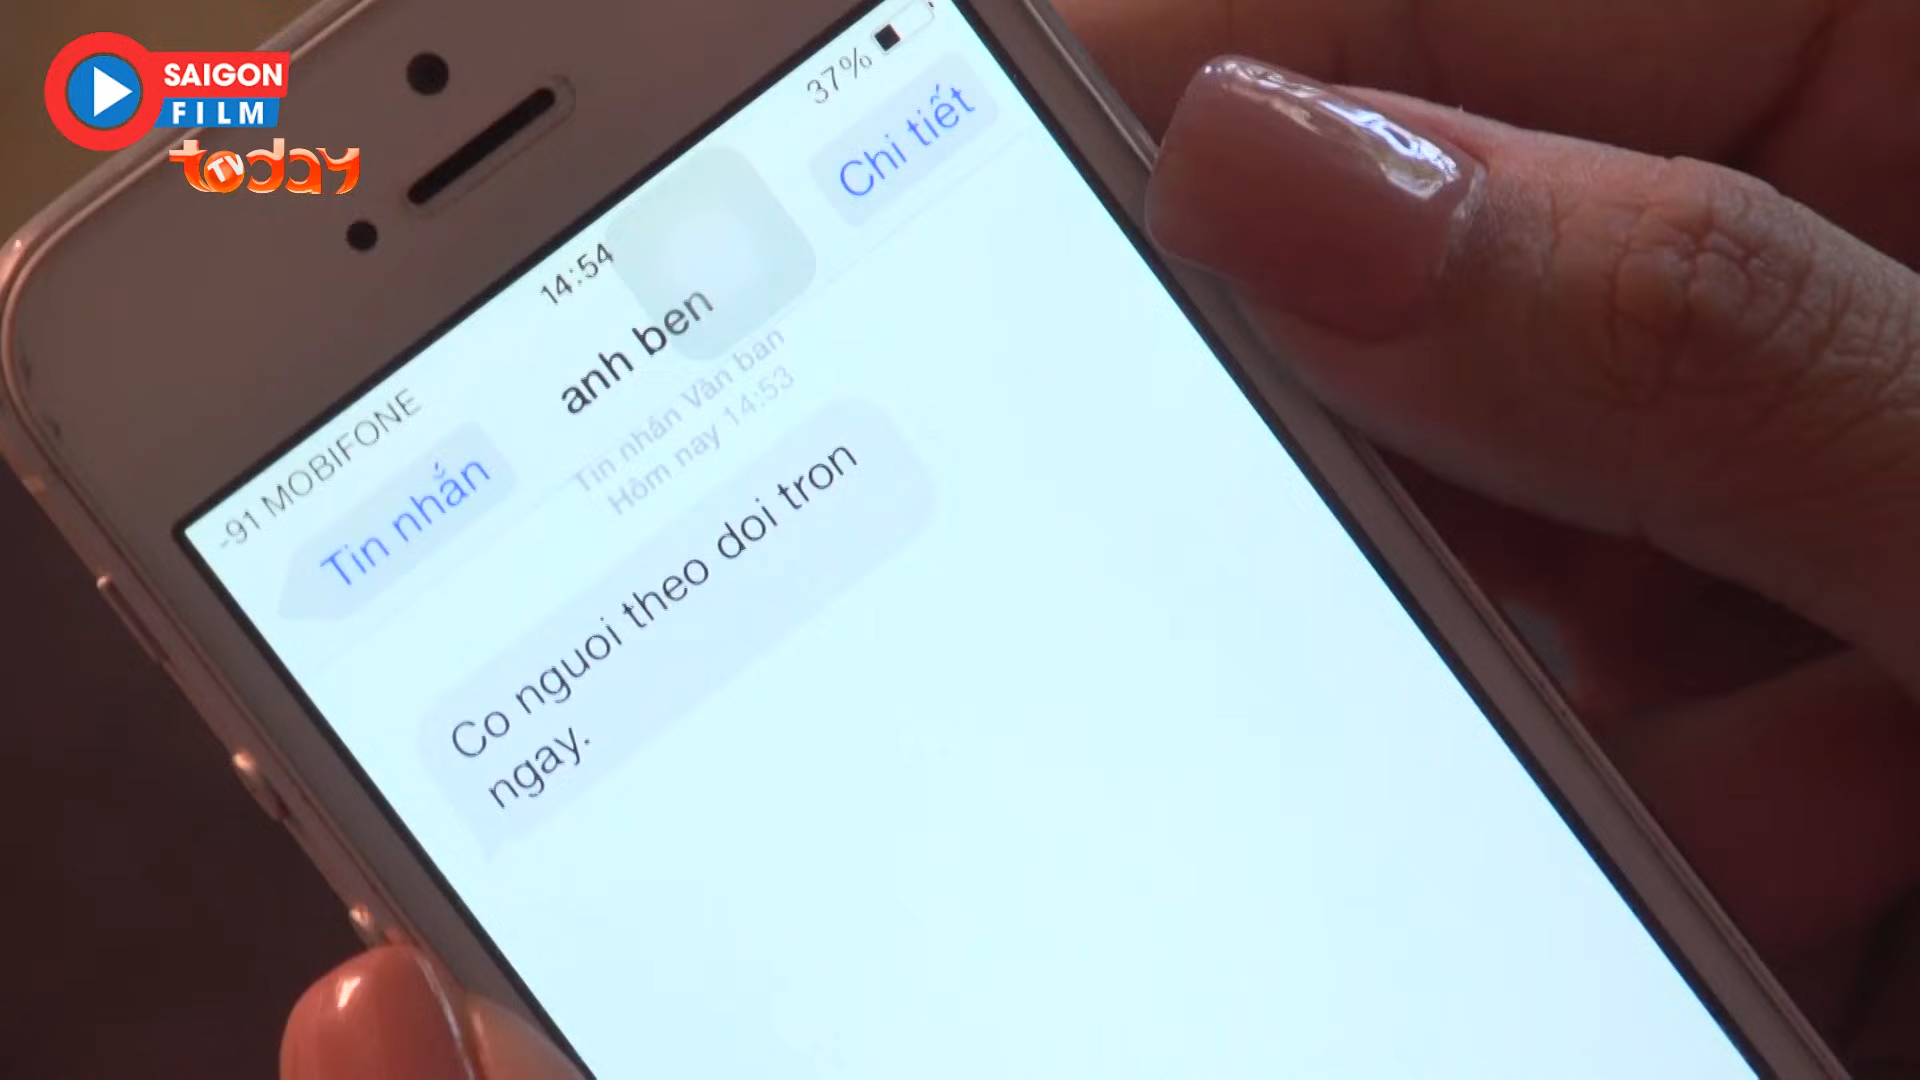 SAIGON
FILM
today
TV
-91 MOBIFONE
14:54
37%
Tin nhắn
anh ben
Chi tiết
Tin nhắn Văn bản
Hôm nay 14:53
Co nguoi theo doi tron
ngay.